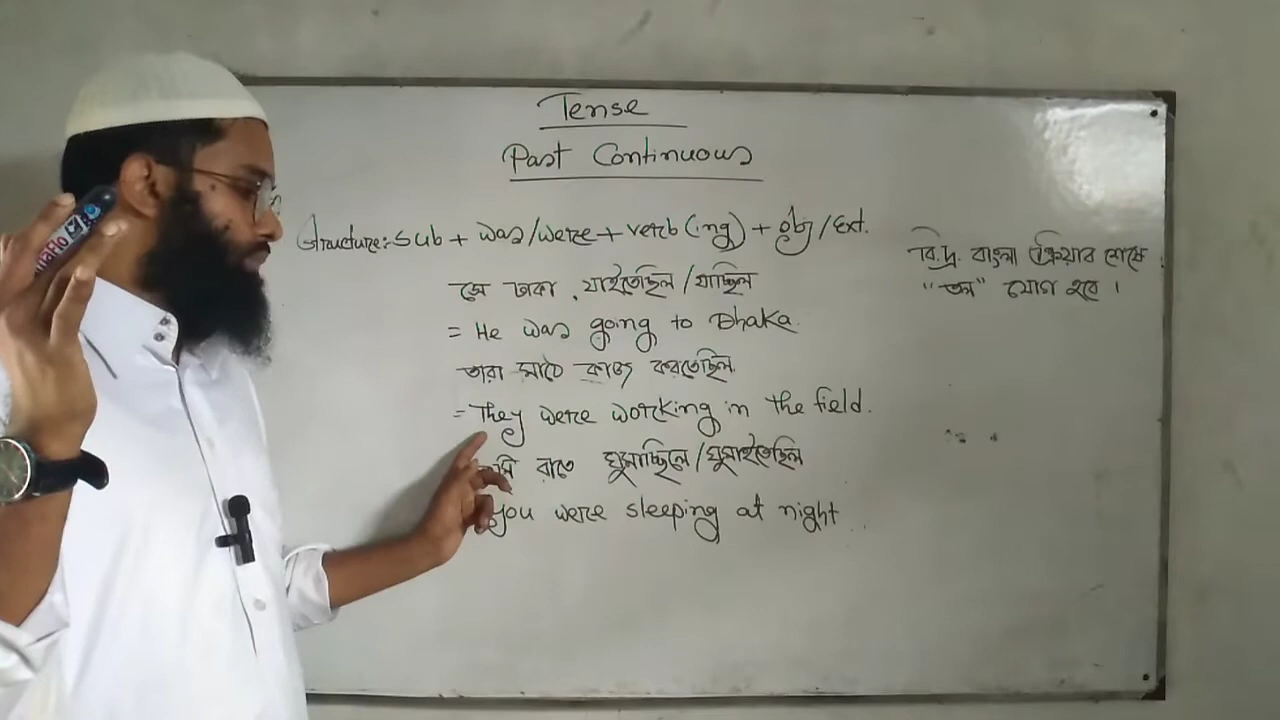 Tense
Past Continuous
Structure: Sub + was/were + verb (ing) + obj/Ext.
সে ঢাকা যাইতেছিল/যাচ্ছিল
= He was going to Dhaka.
তারা মাঠে কাজ করতেছিল.
= They were working in the field.
রাতে ঘুমাচ্ছিলে/ঘুমাইতেছিল
You were sleeping at night
বি.দ্র. বাংলা ক্রিয়ার শেষে
যোগ হবে।